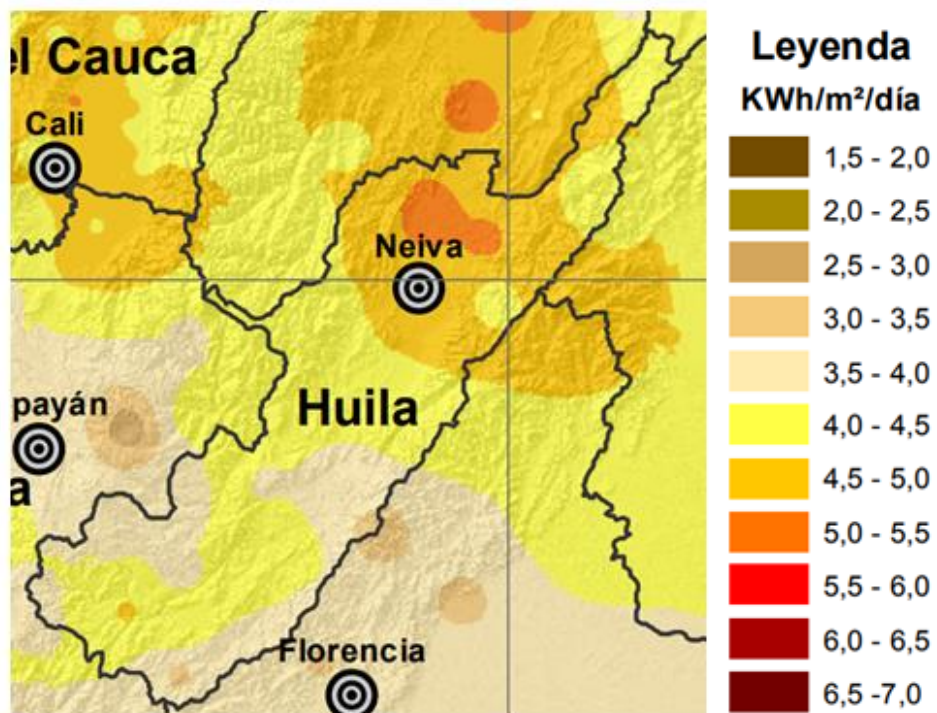 el Cauca
Cali
Neiva
Huila
payán
a
Florencia
Leyenda
KWh/m²/día
1,5 - 2,0
2,0 - 2,5
2,5 - 3,0
3,0 - 3,5
3,5 - 4,0
4,0 - 4,5
4,5 - 5,0
5,0 - 5,5
5,5 - 6,0
6,0 - 6,5
6,5 -7,0